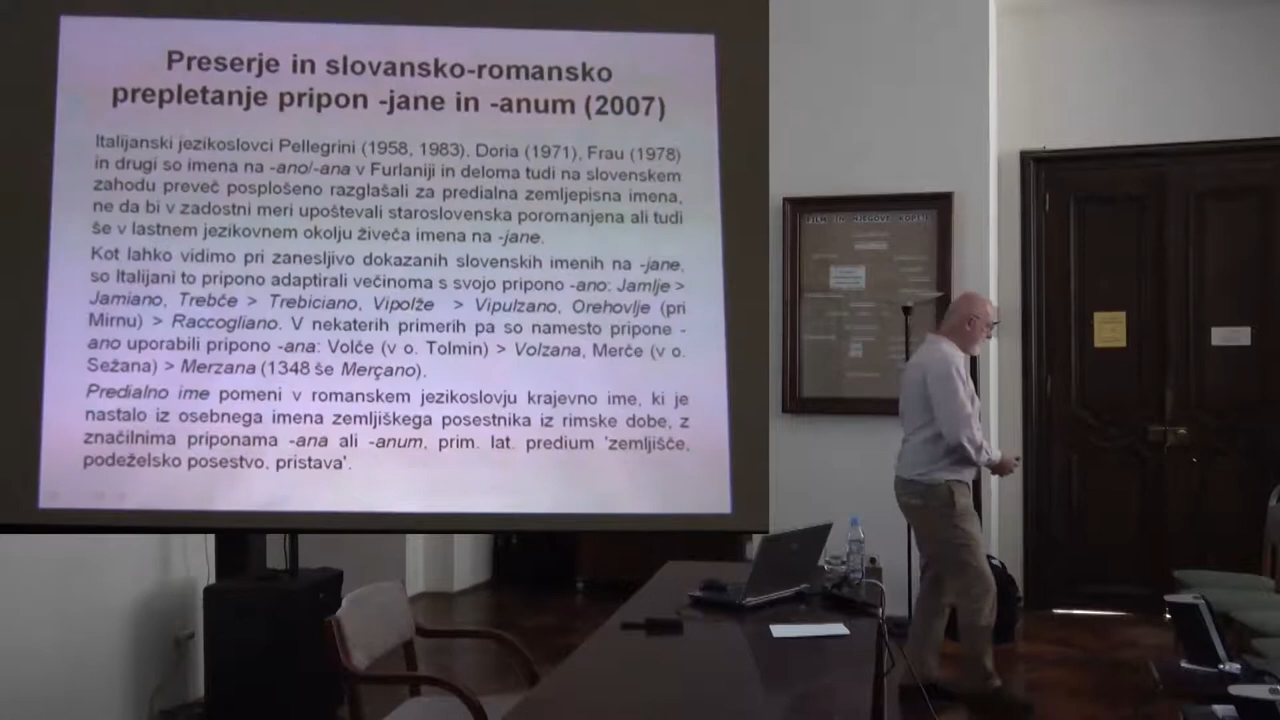 Preserje in slovansko-romansko
prepletanje pripon -jane in -anum (2007)
Italijanski jezikoslovci Pellegrini (1958, 1983), Doria (1971), Frau (1978)
in drugi so imena na -ano/-ana v Furlaniji in deloma tudi na slovenskem
zahodu preveč posplošeno razglašali za predialna zemljepisna imena,
ne da bi v zadostni meri upoštevali staroslovenska poromanjena ali tudi
še v lastnem jezikovnem okolju živeča imena na -jane.
Kot lahko vidimo pri zanesljivo dokazanih slovenskih imenih na -jane,
so Italijani to pripono adaptirali večinoma s svojo pripono -ano: Jamlje >
Jamiano, Trebče > Trebiciano, Vipolže > Vipulzano, Orehovlje (pri
Mirnu) > Raccogliano. V nekaterih primerih pa so namesto pripone -
ano uporabili pripono -ana: Volče (v o. Tolmin) > Volzana, Merče (v o.
Sežana) > Merzana (1348 še Merçano).
Predialno ime pomeni v romanskem jezikoslovju krajevno ime, ki je
nastalo iz osebnega imena zemljiškega posestnika iz rimske dobe, z
značilnima priponama -ana ali -anum, prim. lat. predium 'zemljišče,
podeželsko posestvo, pristava'.
FILM IN NJEGOVE KOPIJE